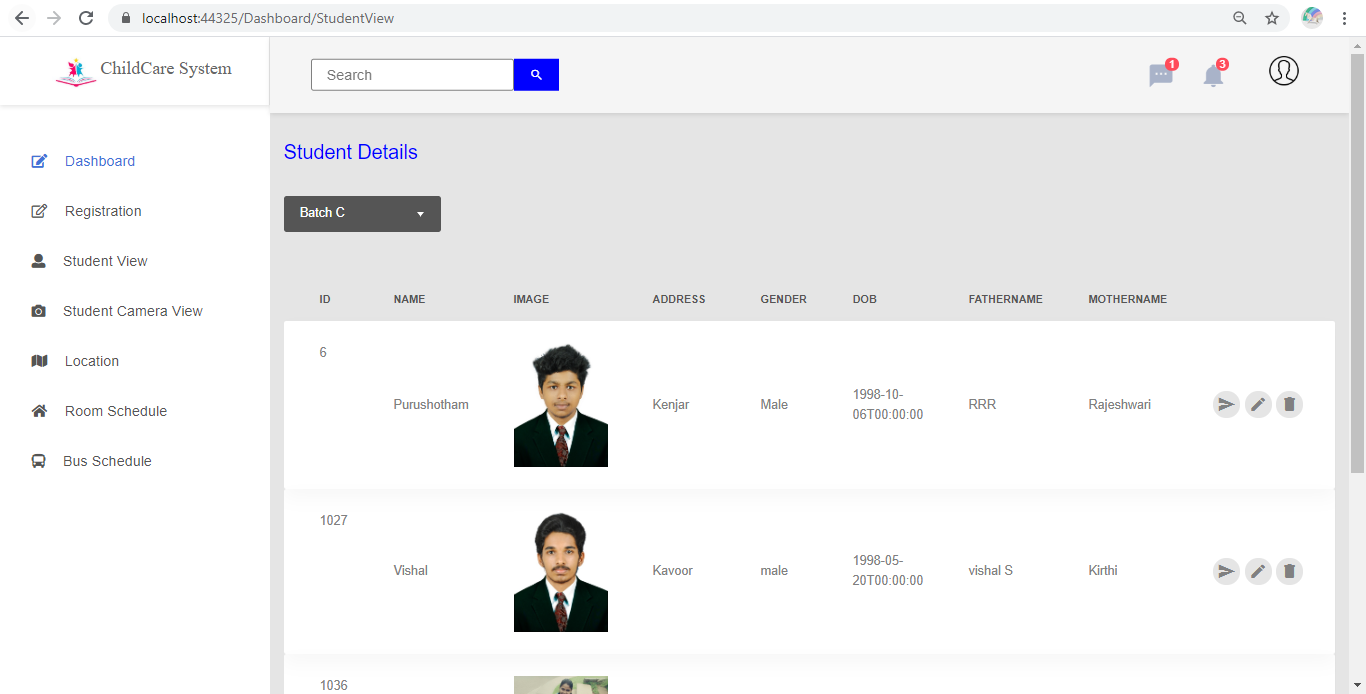 localhost:44325/Dashboard/StudentView
ChildCare System
Search
1
3
Dashboard
Registration
Student View
Student Camera View
Location
Room Schedule
Bus Schedule
Student Details
Batch C
ID NAME IMAGE ADDRESS GENDER DOB FATHERNAME MOTHERNAME
6
Purushotham Kenjar Male 1998-10-
06T00:00:00 RRR Rajeshwari
1027
Vishal Kavoor male 1998-05-
20T00:00:00 vishal S Kirthi
1036